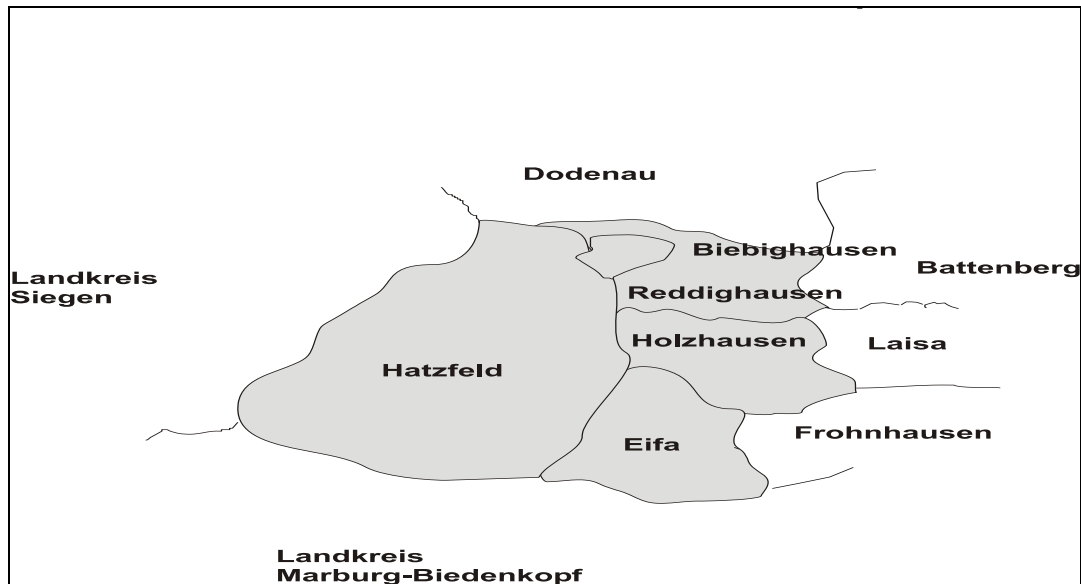 Dodenau
Biebighausen
Battenberg
Landkreis
Siegen
Reddighausen
Holzhausen
Laisa
Hatzfeld
Frohnhausen
Eifa
Landkreis
Marburg-Biedenkopf